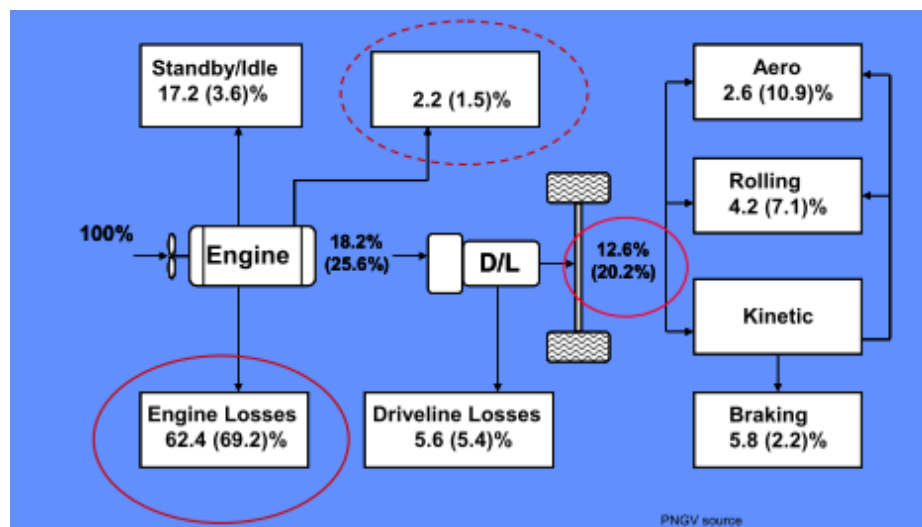 Standby/Idle
17.2 (3.6)%
2.2 (1.5)%
Aero
2.6 (10.9)%
Rolling
4.2 (7.1)%
100%
Engine
18.2%
(25.6%)
D/L
12.6%
(20.2%)
Kinetic
Engine Losses
62.4 (69.2)%
Driveline Losses
5.6 (5.4)%
Braking
5.8 (2.2)%
PNGV source